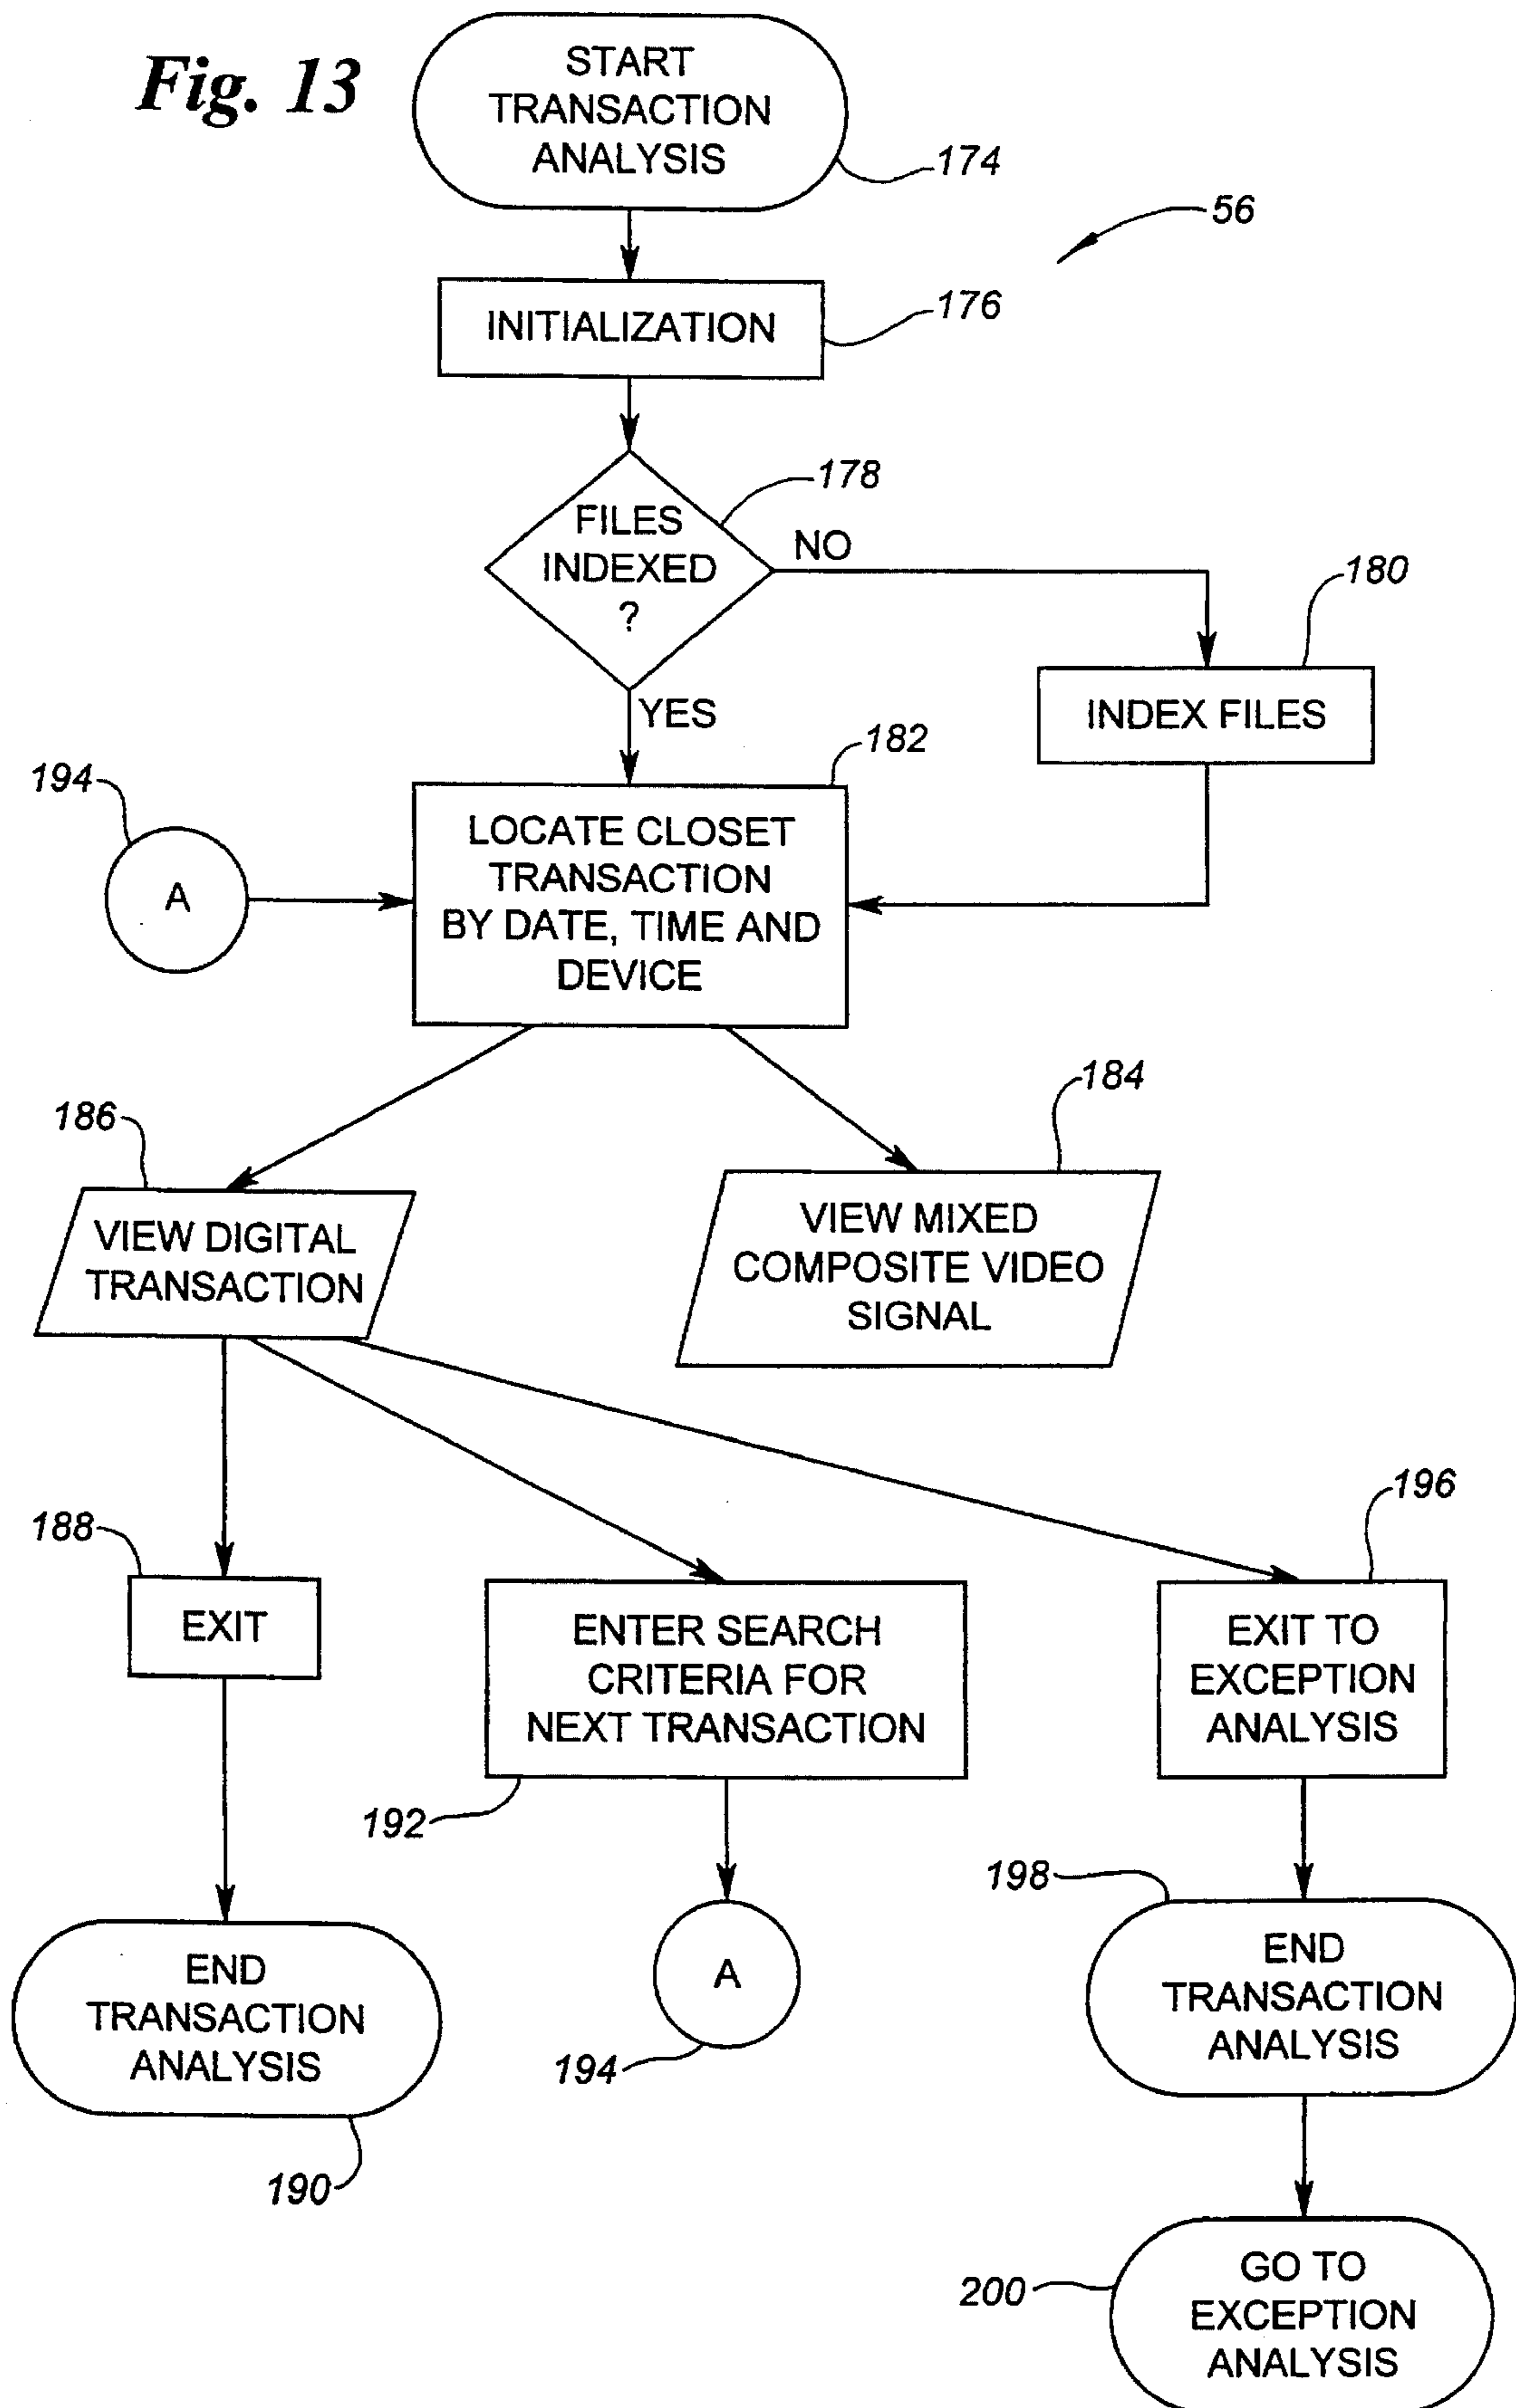 Fig. 13
START
TRANSACTION
ANALYSIS
174
56
INITIALIZATION
176
178
FILES
INDEXED
?
NO
180
YES
INDEX FILES
182
194
A
LOCATE CLOSET
TRANSACTION
BY DATE, TIME AND
DEVICE
184
186
VIEW DIGITAL
TRANSACTION
VIEW MIXED
COMPOSITE VIDEO
SIGNAL
196
188
EXIT
ENTER SEARCH
CRITERIA FOR
NEXT TRANSACTION
EXIT TO
EXCEPTION
ANALYSIS
192
198
END
TRANSACTION
ANALYSIS
A
END
TRANSACTION
ANALYSIS
194
190
200
GO TO
EXCEPTION
ANALYSIS